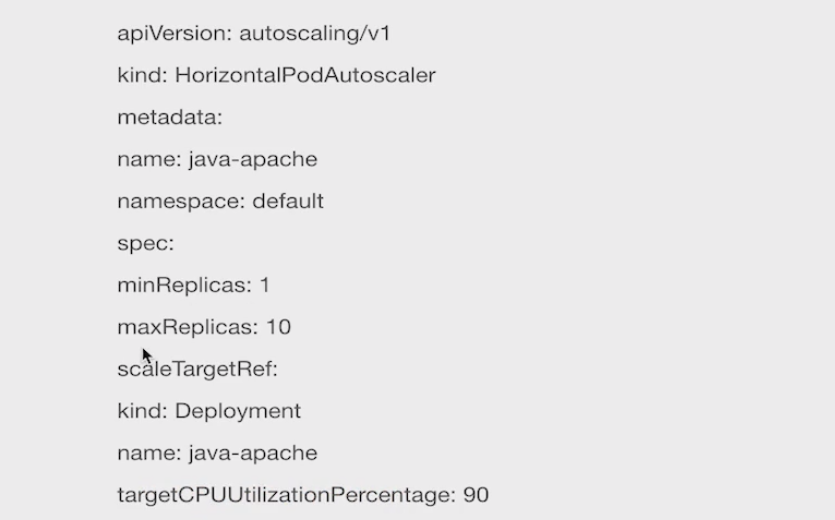 apiVersion: autoscaling/v1
kind: HorizontalPodAutoscaler
metadata:
name: java-apache
namespace: default
spec:
minReplicas: 1
maxReplicas: 10
scaleTargetRef:
kind: Deployment
name: java-apache
targetCPUUtilizationPercentage: 90